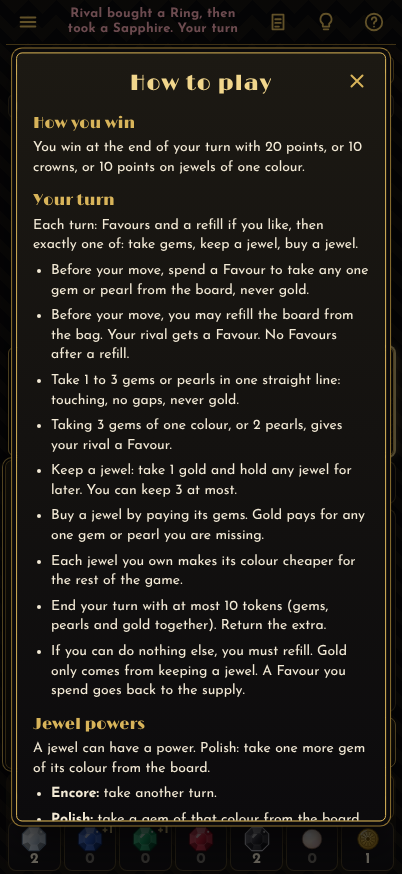 Rival bought a Ring, then
took a Sapphire. Your turn
How to play
How you win
You win at the end of your turn with 20 points, or 10
crowns, or 10 points on jewels of one colour.
Your turn
Each turn: Favours and a refill if you like, then
exactly one of: take gems, keep a jewel, buy a jewel.
• Before your move, spend a Favour to take any one
gem or pearl from the board, never gold.
• Before your move, you may refill the board from
the bag. Your rival gets a Favour. No Favours
after a refill.
• Take 1 to 3 gems or pearls in one straight line:
touching, no gaps, never gold.
• Taking 3 gems of one colour, or 2 pearls, gives
your rival a Favour.
• Keep a jewel: take 1 gold and hold any jewel for
later. You can keep 3 at most.
• Buy a jewel by paying its gems. Gold pays for any
one gem or pearl you are missing.
• Each jewel you own makes its colour cheaper for
the rest of the game.
• End your turn with at most 10 tokens (gems,
pearls and gold together). Return the extra.
• If you can do nothing else, you must refill. Gold
only comes from keeping a jewel. A Favour you
spend goes back to the supply.
Jewel powers
A jewel can have a power. Polish: take one more gem
of its colour from the board.
• Encore: take another turn.
• Polish: take a gem of that colour from the board
+1 +1
2 0 0 0 2 0 1